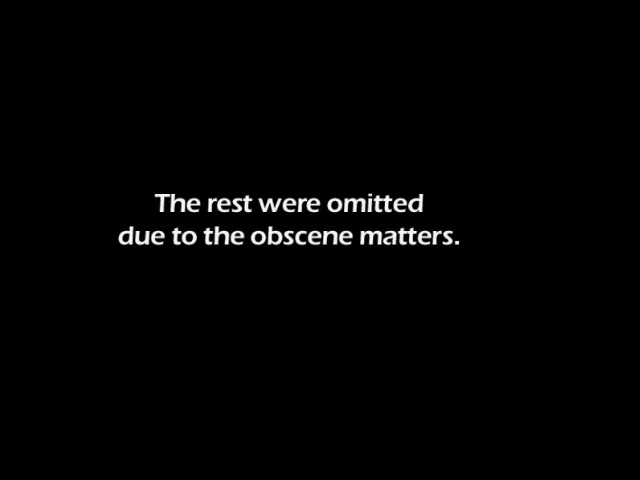 The rest were omitted
due to the obscene matters.